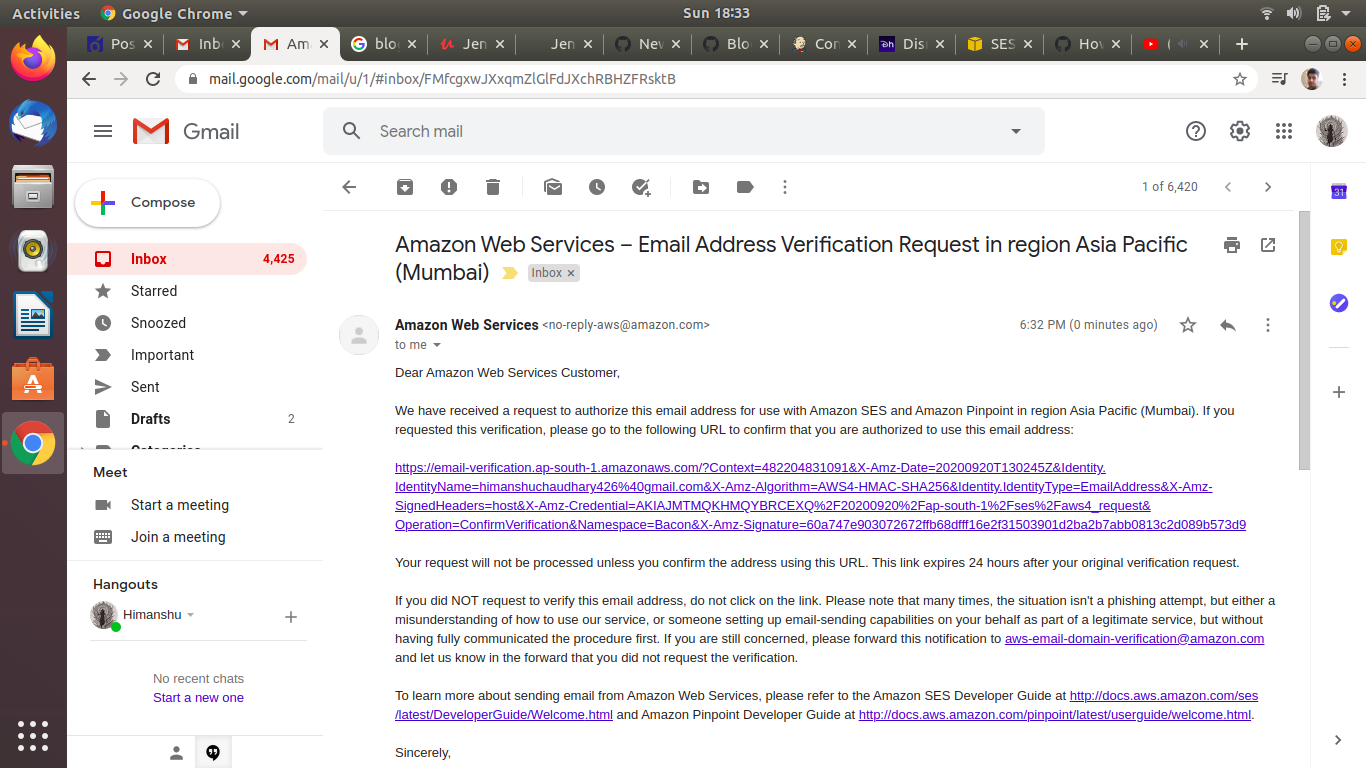 Activities
Google Chrome
Sun 18:33
Pos
Inb
Am
blo
Jen
Jen
Nev
Blo
Cor
Disr
SES
Hov
mail.google.com/mail/u/1/#inbox/FMfcgxwJXxqmZlGlFdJXchRBHZFRsktB
Gmail
Search mail
Compose
1 of 6,420
31
Amazon Web Services – Email Address Verification Request in region Asia Pacific
(Mumbai)
Inbox
Inbox 4,425
Starred
Snoozed
Important
Sent
Drafts 2
Categories
Meet
Start a meeting
Join a meeting
Hangouts
Himanshu
No recent chats
Start a new one
Amazon Web Services <no-reply-aws@amazon.com>
6:32 PM (0 minutes ago)
to me
Dear Amazon Web Services Customer,
We have received a request to authorize this email address for use with Amazon SES and Amazon Pinpoint in region Asia Pacific (Mumbai). If you
requested this verification, please go to the following URL to confirm that you are authorized to use this email address:
https://email-verification.ap-south-1.amazonaws.com/?Context=482204831091&X-Amz-Date=20200920T130245Z&Identity.
IdentityName=himanshuchaudhary426%40gmail.com&X-Amz-Algorithm=AWS4-HMAC-SHA256&Identity.IdentityType=EmailAddress&X-Amz-
SignedHeaders=host&X-Amz-Credential=AKIAJMTMQKHMQYBRCEXQ%2F20200920%2Fap-south-1%2Fses%2Faws4_request&
Operation=ConfirmVerification&Namespace=Bacon&X-Amz-Signature=60a747e903072672ffb68dfff16e2f31503901d2ba2b7abb0813c2d089b573d9
Your request will not be processed unless you confirm the address using this URL. This link expires 24 hours after your original verification request.
If you did NOT request to verify this email address, do not click on the link. Please note that many times, the situation isn't a phishing attempt, but either a
misunderstanding of how to use our service, or someone setting up email-sending capabilities on your behalf as part of a legitimate service, but without
having fully communicated the procedure first. If you are still concerned, please forward this notification to aws-email-domain-verification@amazon.com
and let us know in the forward that you did not request the verification.
To learn more about sending email from Amazon Web Services, please refer to the Amazon SES Developer Guide at http://docs.aws.amazon.com/ses
/latest/DeveloperGuide/Welcome.html and Amazon Pinpoint Developer Guide at http://docs.aws.amazon.com/pinpoint/latest/userguide/welcome.html.
Sincerely,